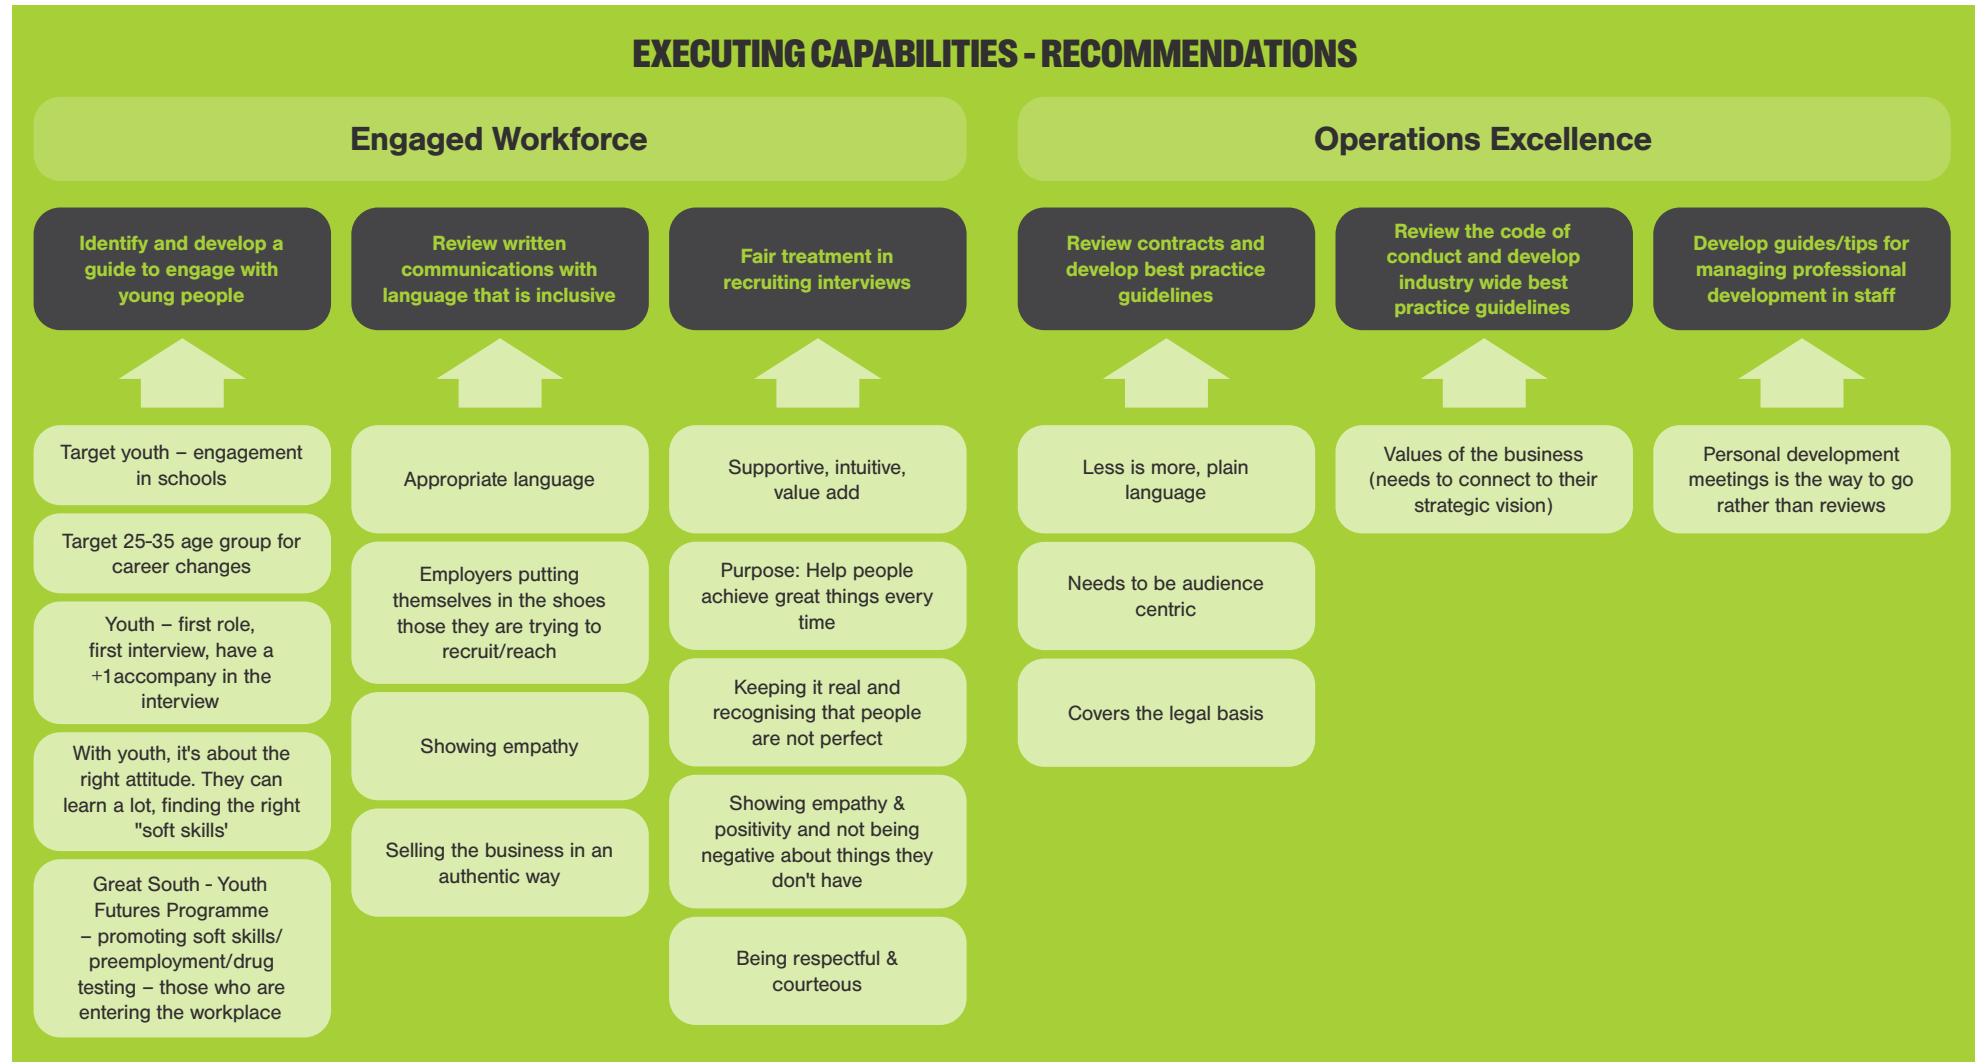 EXECUTING CAPABILITIES - RECOMMENDATIONS
Engaged Workforce
Identify and develop a
guide to engage with
young people
Target youth – engagement
in schools
Target 25-35 age group for
career changes
Youth – first role,
first interview, have a
+1accompany in the
interview
With youth, it's about the
right attitude. They can
learn a lot, finding the right
"soft skills'
Great South - Youth
Futures Programme
– promoting soft skills/
preemployment/drug
testing – those who are
entering the workplace
Review written
communications with
language that is inclusive
Appropriate language
Employers putting
themselves in the shoes
those they are trying to
recruit/reach
Showing empathy
Selling the business in an
authentic way
Fair treatment in
recruiting interviews
Supportive, intuitive,
value add
Purpose: Help people
achieve great things every
time
Keeping it real and
recognising that people
are not perfect
Showing empathy &
positivity and not being
negative about things they
don't have
Being respectful &
courteous
Operations Excellence
Review contracts and
develop best practice
guidelines
Less is more, plain
language
Needs to be audience
centric
Covers the legal basis
Review the code of
conduct and develop
industry wide best
practice guidelines
Values of the business
(needs to connect to their
strategic vision)
Develop guides/tips for
managing professional
development in staff
Personal development
meetings is the way to go
rather than reviews